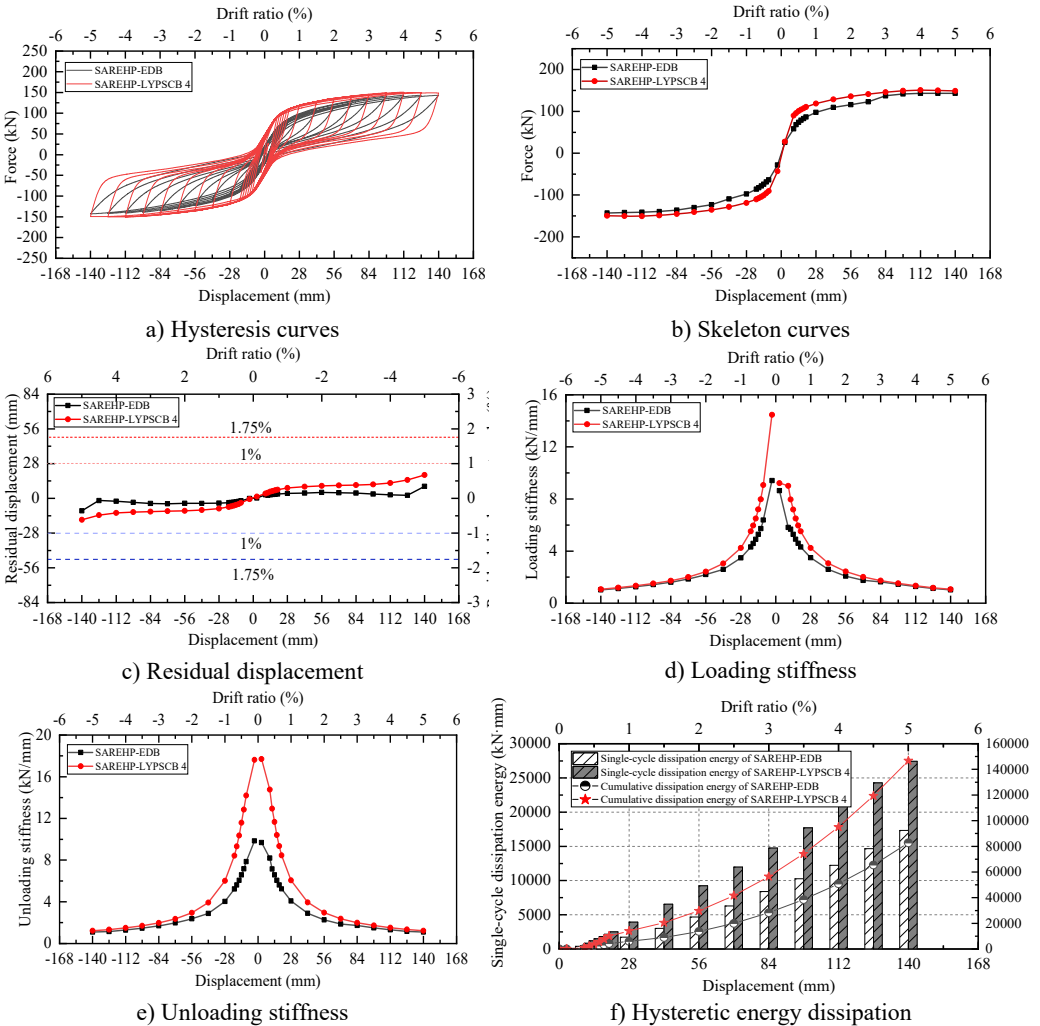 Drift ratio (%)
-6 -5 -4 -3 -2 -1 0 1 2 3 4 5 6
250
200
150
100
50
0
-50
-100
-150
-200
-250
Force (kN)
SAREHP-EDB
SAREHP-LYPSCB 4
-168 -140 -112 -84 -56 -28 0 28 56 84 112 140 168
Displacement (mm)
a) Hysteresis curves
Drift ratio (%)
-6 -5 -4 -3 -2 -1 0 1 2 3 4 5 6
200
100
0
-100
-200
Force (kN)
SAREHP-EDB
SAREHP-LYPSCB 4
-168 -140 -112 -84 -56 -28 0 28 56 84 112 140 168
Displacement (mm)
b) Skeleton curves
Drift ratio (%)
6 5 4 3 2 1 0 -1 -2 -3 -4 -5 -6
84
56
28
0
-28
-56
-84
Residual displacement (mm)
3
2
1
0
-1
-2
-3
SAREHP-EDB
SAREHP-LYPSCB 4
1.75%
1%
1%
1.75%
-168 -140 -112 -84 -56 -28 0 28 56 84 112 140 168
Displacement (mm)
c) Residual displacement
Drift ratio (%)
-6 -5 -4 -3 -2 -1 0 1 2 3 4 5 6
16
12
8
4
0
Loading stiffness (kN/mm)
SAREHP-EDB
SAREHP-LYPSCB 4
-168 -140 -112 -84 -56 -28 0 28 56 84 112 140 168
Displacement (mm)
d) Loading stiffness
Drift ratio (%)
-6 -5 -4 -3 -2 -1 0 1 2 3 4 5 6
20
16
12
8
4
0
Unloading stiffness (kN/mm)
SAREHP-EDB
SAREHP-LYPSCB 4
-168 -140 -112 -84 -56 -28 0 28 56 84 112 140 168
Displacement (mm)
e) Unloading stiffness
Drift ratio (%)
0 1 2 3 4 5 6
30000
25000
20000
15000
10000
5000
0
Single-cycle dissipation energy (kN·mm)
160000
140000
120000
100000
80000
60000
40000
20000
0
Single-cycle dissipation energy of SAREHP-EDB
Single-cycle dissipation energy of SAREHP-LYPSCB 4
Cumulative dissipation energy of SAREHP-EDB
Cumulative dissipation energy of SAREHP-LYPSCB 4
0 28 56 84 112 140 168
Displacement (mm)
f) Hysteretic energy dissipation